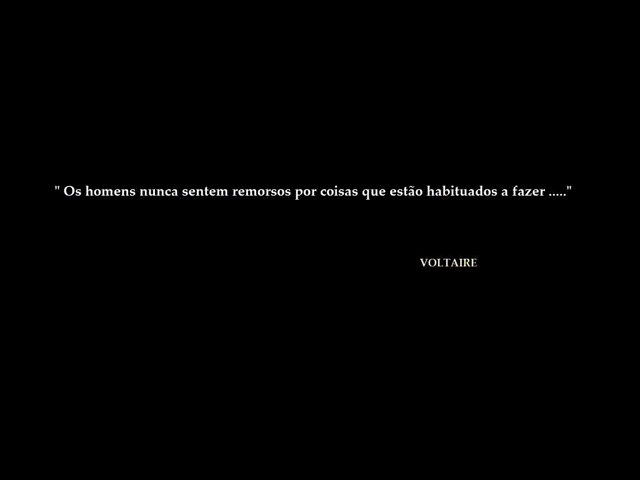 " Os homens nunca sentem remorsos por coisas que estão habituados a fazer ....."
VOLTAIRE